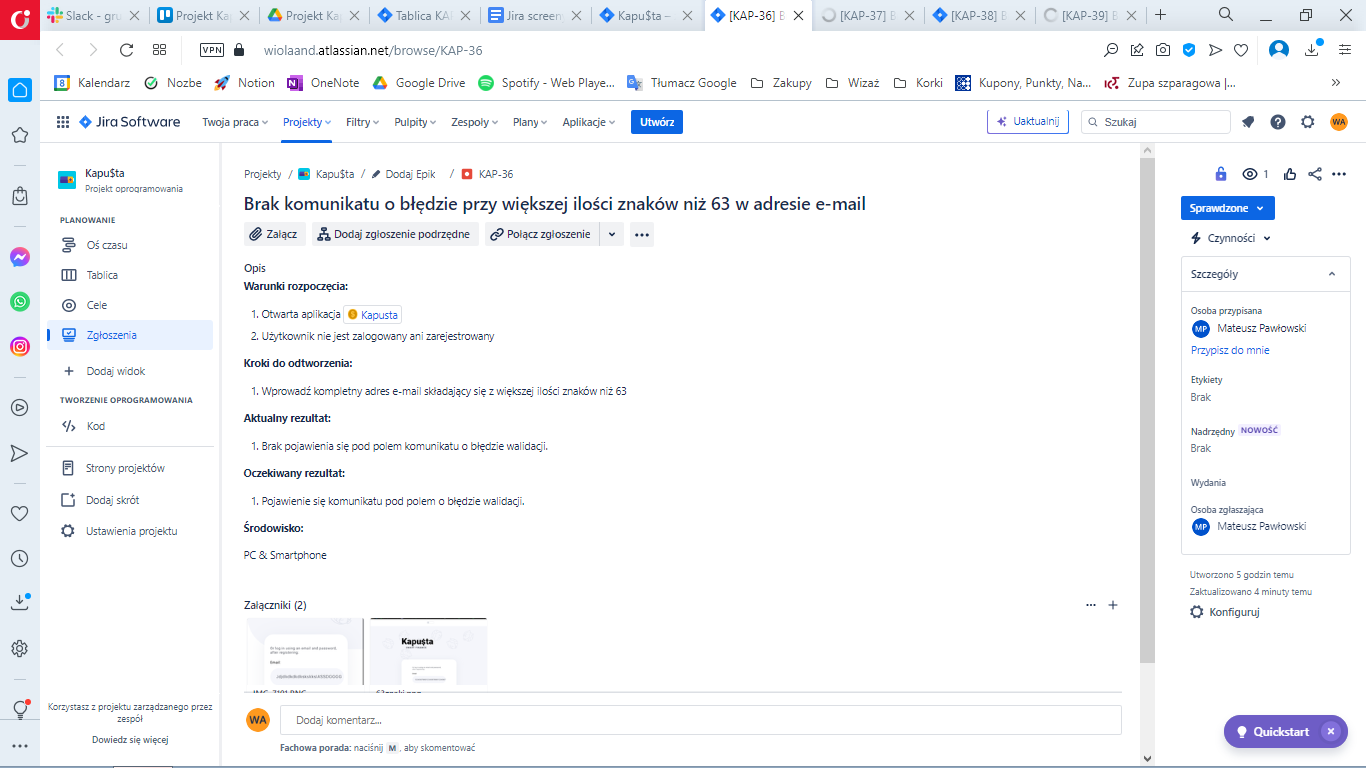 Slack - gru
Projekt Kap
Projekt Kap
Tablica KAP
Jira screen
Kapu$ta –
[KAP-36] B
[KAP-37] B
[KAP-38] B
[KAP-39] B
VPN wiolaand.atlassian.net/browse/KAP-36
Kalendarz Nozbe Notion OneNote Google Drive Spotify - Web Playe... Tłumacz Google Zakupy Wizaż Korki Kupony, Punkty, Na... Zupa szparagowa |... »
Jira Software Twoja praca Projekty Filtry Pulpity Zespoły Plany Aplikacje Utwórz Uaktualnij Szukaj WA
Kapu$ta
Projekt oprogramowania
PLANOWANIE
Oś czasu
Tablica
Cele
Zgłoszenia
Dodaj widok
TWORZENIE OPROGRAMOWANIA
Kod
Strony projektów
Dodaj skrót
Ustawienia projektu
Korzystasz z projektu zarządzanego przez
zespół
Dowiedz się więcej
Projekty / Kapu$ta / Dodaj Epik / KAP-36
Brak komunikatu o błędzie przy większej ilości znaków niż 63 w adresie e-mail
Załącz Dodaj zgłoszenie podrzędne Połącz zgłoszenie
Opis
Warunki rozpoczęcia:
1. Otwarta aplikacja Kapusta
2. Użytkownik nie jest zalogowany ani zarejestrowany
Kroki do odtworzenia:
1. Wprowadź kompletny adres e-mail składający się z większej ilości znaków niż 63
Aktualny rezultat:
1. Brak pojawienia się pod polem komunikatu o błędzie walidacji.
Oczekiwany rezultat:
1. Pojawienie się komunikatu pod polem o błędzie walidacji.
Środowisko:
PC & Smartphone
Załączniki (2)
Kapu$ta
Email
WA Dodaj komentarz...
Fachowa porada: naciśnij M, aby skomentować
1
Sprawdzone
Czynności
Szczegóły
Osoba przypisana
MP Mateusz Pawłowski
Przypisz do mnie
Etykiety
Brak
Nadrzędny NOWOŚĆ
Brak
Wydania
Osoba zgłaszająca
MP Mateusz Pawłowski
Utworzono 5 godzin temu
Zaktualizowano 4 minuty temu
Konfiguruj
Quickstart